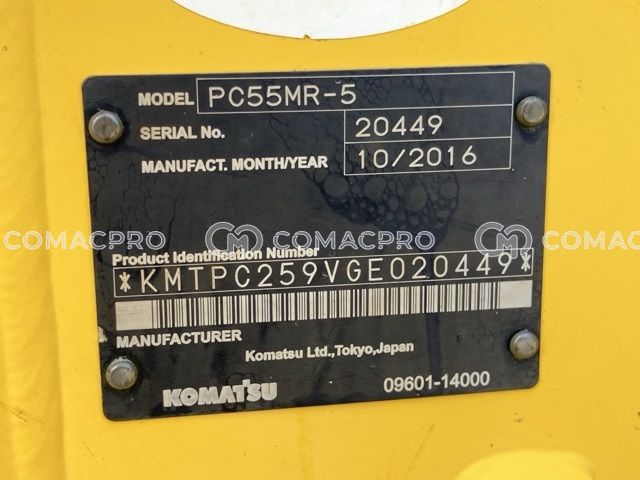 MODEL PC55MR-5
SERIAL No. 20449
MANUFACT. MONTH/YEAR 10/2016
COMACPRO COMACPRO COMACPRO
Product Identification Number
*KMTPC259VGE020449*
MANUFACTURER
Komatsu Ltd.,Tokyo,Japan
KOMATSU 09601-14000